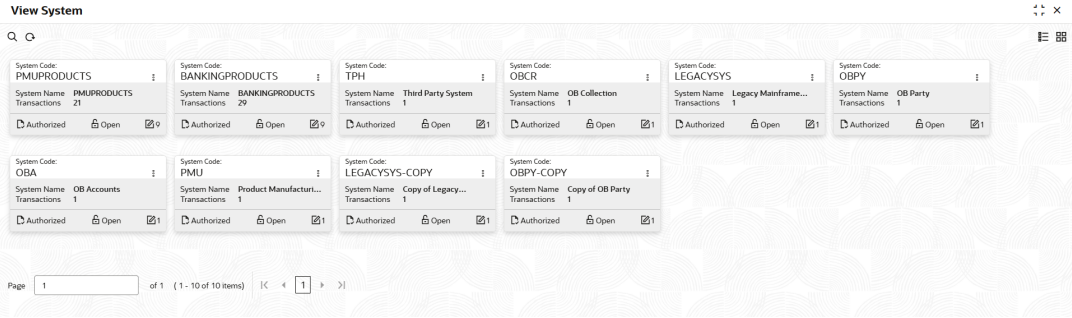 View System
System Code:
PMUPRODUCTS
System Name PMUPRODUCTS
Transactions 21
Authorized Open 9
System Code:
BANKINGPRODUCTS
System Name BANKINGPRODUCTS
Transactions 29
Authorized Open 9
System Code:
TPH
System Name Third Party System
Transactions 1
Authorized Open 1
System Code:
OBCR
System Name OB Collection
Transactions 1
Authorized Open 1
System Code:
LEGACYSYS
System Name Legacy Mainframe...
Transactions 1
Authorized Open 1
System Code:
OBPY
System Name OB Party
Transactions 1
Authorized Open 1
System Code:
OBA
System Name OB Accounts
Transactions 1
Authorized Open 1
System Code:
PMU
System Name Product Manufacturi...
Transactions 1
Authorized Open 1
System Code:
LEGACYSYS-COPY
System Name Copy of Legacy...
Transactions 1
Authorized Open 1
System Code:
OBPY-COPY
System Name Copy of OB Party
Transactions 1
Authorized Open 1
Page 1 of 1 ( 1 - 10 of 10 items) 1